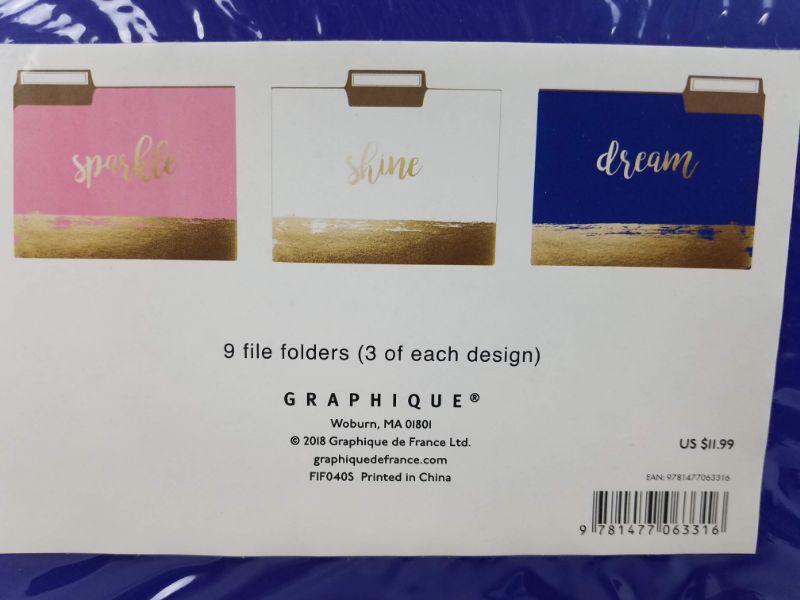 sparkle
shine
dream
9 file folders (3 of each design)
GRAPHIQUE®
Woburn, MA 01801
© 2018 Graphique de France Ltd.
graphiquedefrance.com
FIF040S Printed in China
US $11.99
EAN: 9781477063316
9 781477 063316